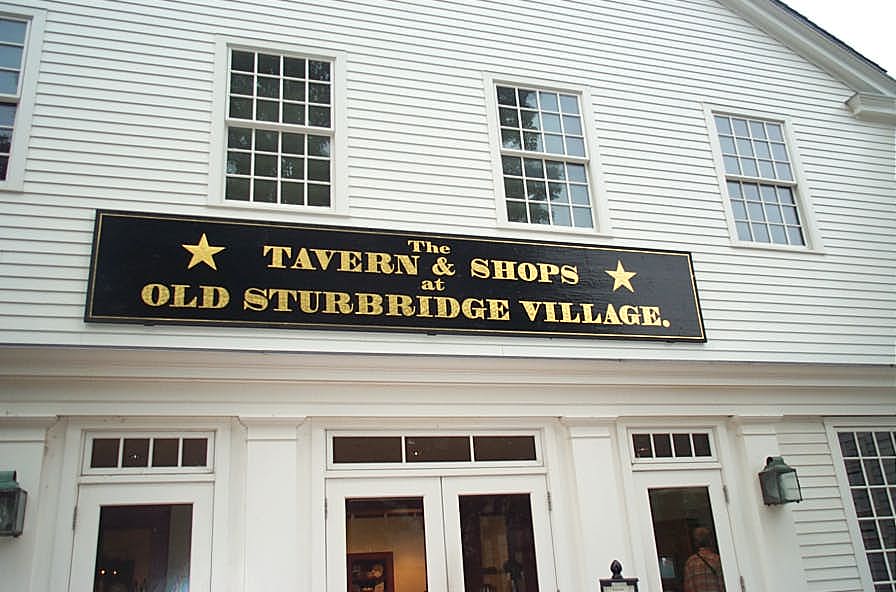 The
TAVERN & SHOPS
at
OLD STURBRIDGE VILLAGE.